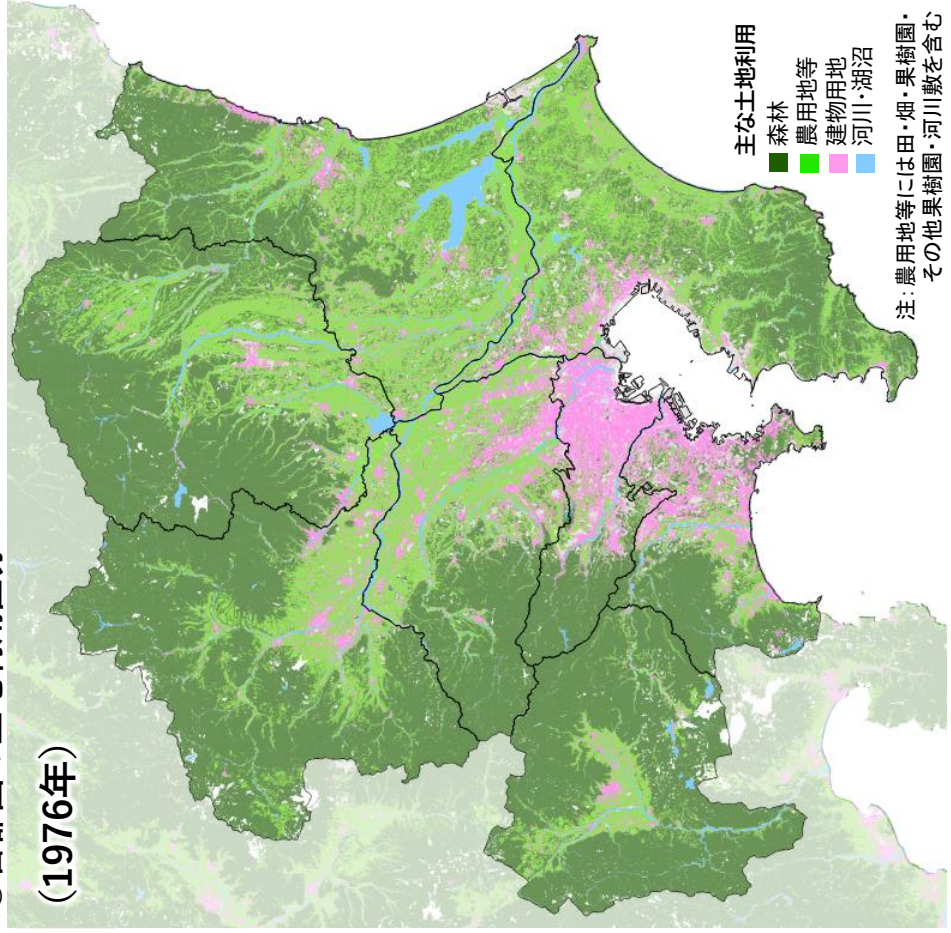 (1976年)
主な土地利用
森林
農用地等
建物用地
河川・湖沼
注:農用地等には田・畑・果樹園・
その他果樹園・河川敷を含む